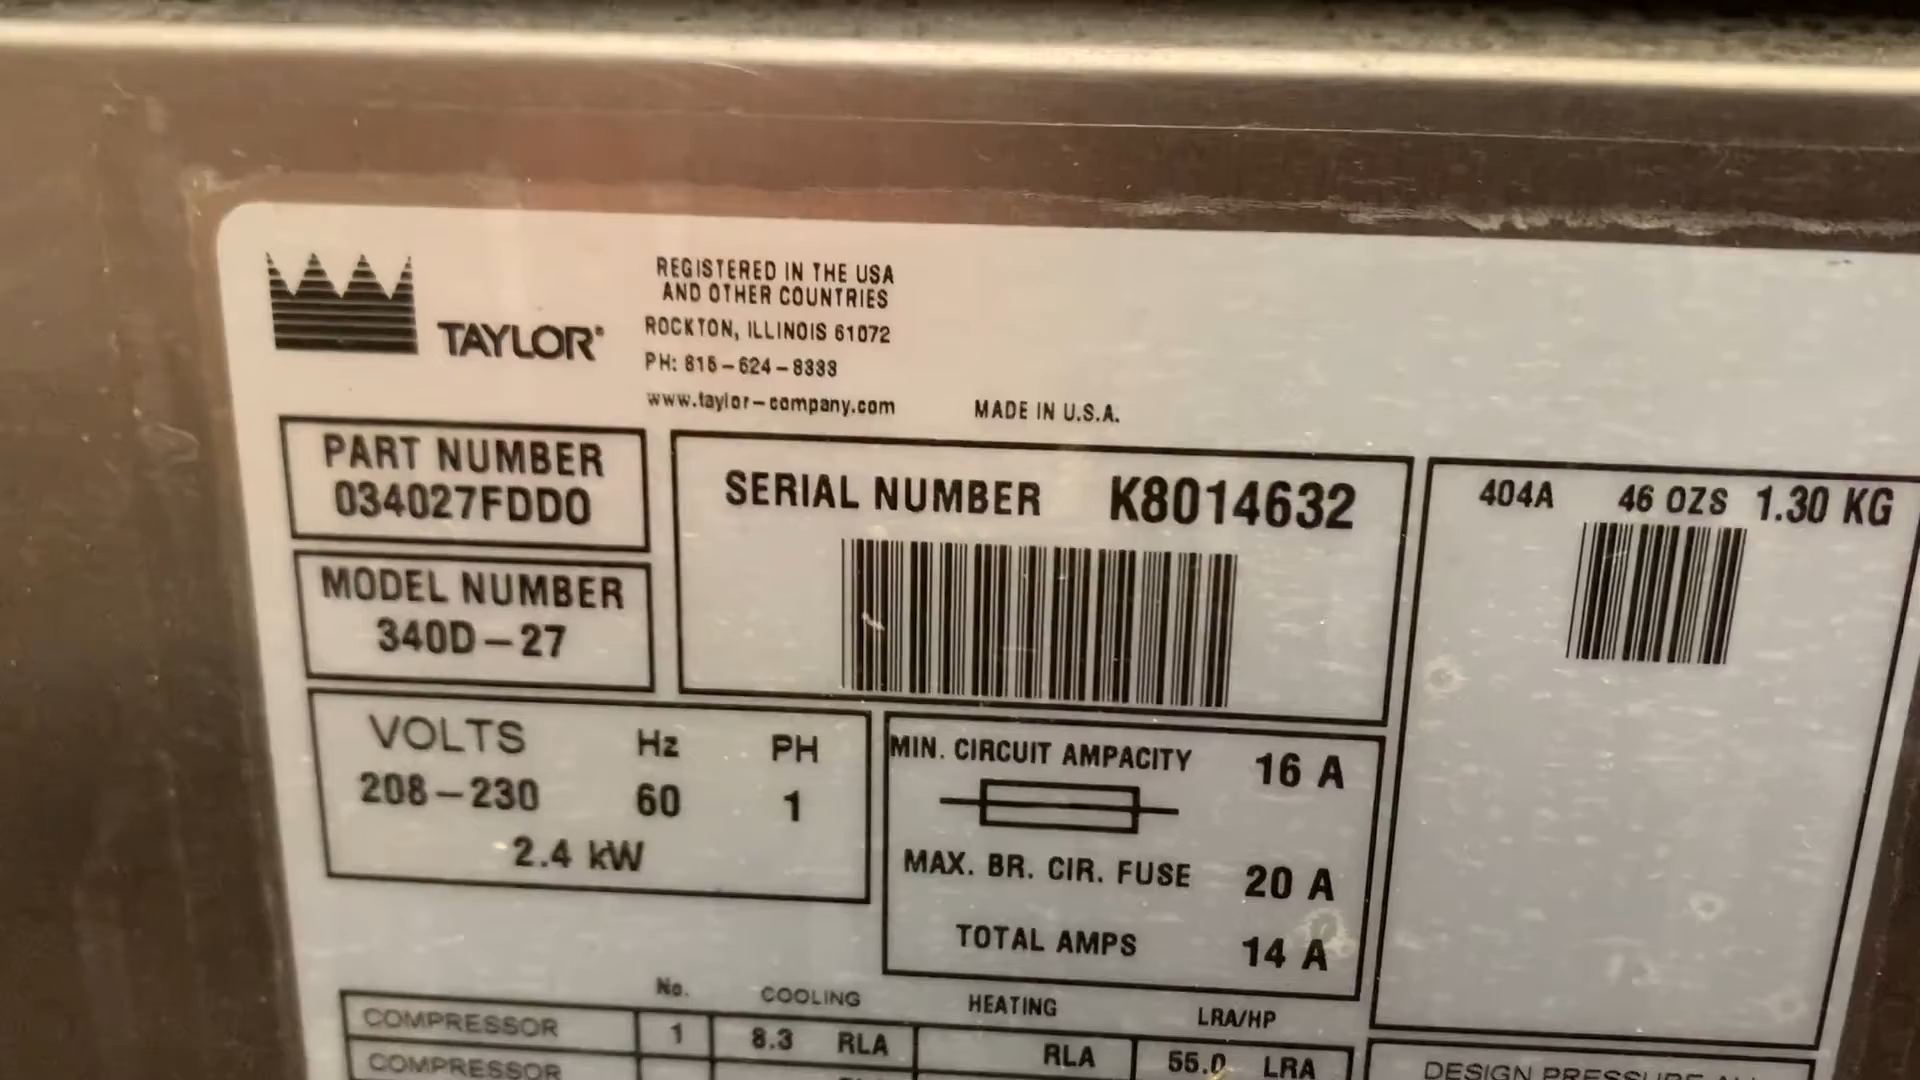 TAYLOR®
REGISTERED IN THE USA
AND OTHER COUNTRIES
ROCKTON, ILLINOIS 61072
PH: 815-624-8333
www.taylor-company.com
MADE IN U.S.A.
PART NUMBER
034027FDD0
MODEL NUMBER
340D-27
SERIAL NUMBER K8014632
404A 46 OZS 1.30 KG
VOLTS Hz PH
208-230 60 1
2.4 kW
MIN. CIRCUIT AMPACITY 16 A
MAX. BR. CIR. FUSE 20 A
TOTAL AMPS 14 A
No. COOLING HEATING LRA/HP
COMPRESSOR 1 8.3 RLA RLA 55.0 LRA
COMPRESSOR
DESIGN PRESSURE